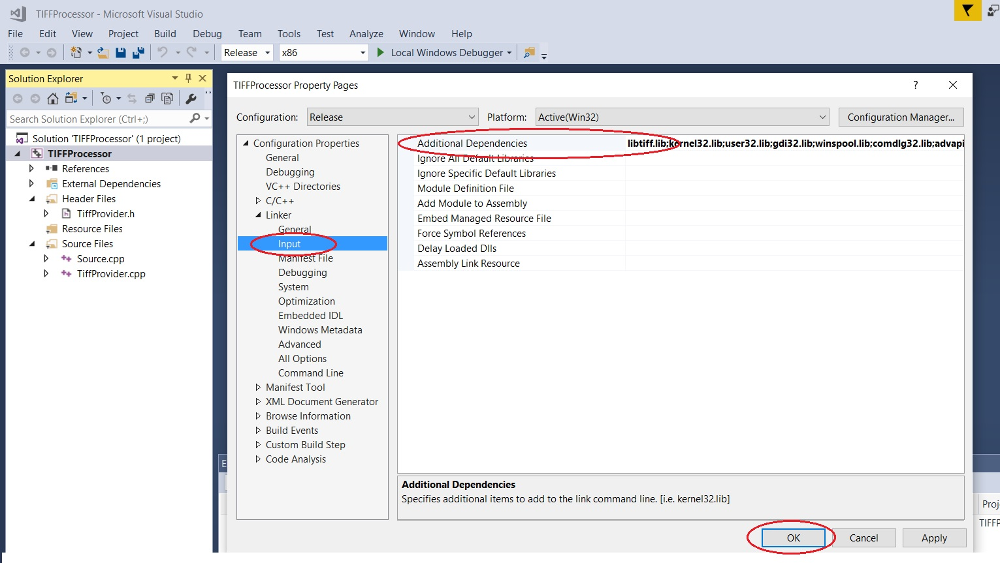 TIFFProcessor - Microsoft Visual Studio
File Edit View Project Build Debug Team Tools Test Analyze Window Help
Release x86 Local Windows Debugger
Solution Explorer
Search Solution Explorer (Ctrl+;)
Solution 'TIFFProcessor' (1 project)
TIFFProcessor
References
External Dependencies
Header Files
TiffProvider.h
Resource Files
Source Files
Source.cpp
TiffProvider.cpp
TIFFProcessor Property Pages
?
Configuration: Release Platform: Active(Win32) Configuration Manager...
Configuration Properties
General
Debugging
VC++ Directories
C/C++
Linker
General
Input
Manifest File
Debugging
System
Optimization
Embedded IDL
Windows Metadata
Advanced
All Options
Command Line
Manifest Tool
XML Document Generator
Browse Information
Build Events
Custom Build Step
Code Analysis
Additional Dependencies libtiff.lib;kernel32.lib;user32.lib;gdi32.lib;winspool.lib;comdlg32.lib;advapi
Ignore All Default Libraries
Ignore Specific Default Libraries
Module Definition File
Add Module to Assembly
Embed Managed Resource File
Force Symbol References
Delay Loaded Dlls
Assembly Link Resource
Additional Dependencies
Specifies additional items to add to the link command line. [i.e. kernel32.lib]
OK Cancel Apply
E
Proj
TIFFP